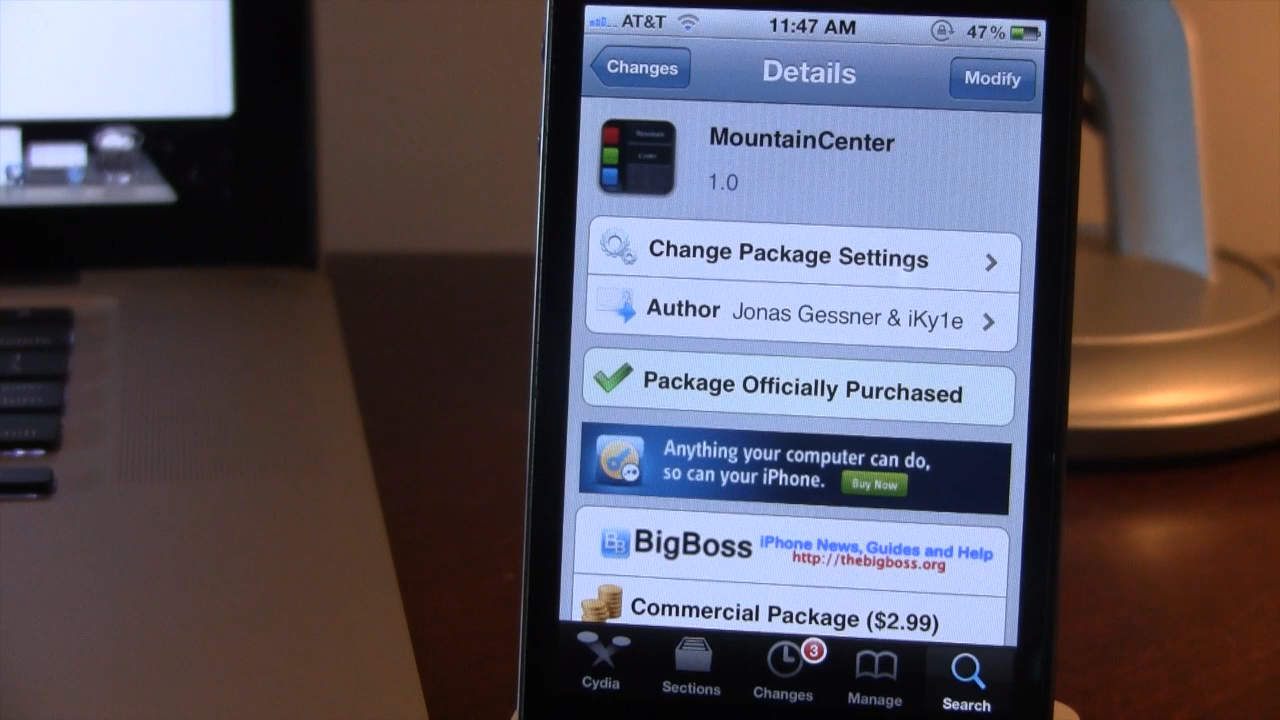 AT&T 11:47 AM 47%
Changes Details Modify
MountainCenter
1.0
Change Package Settings
Author Jonas Gessner & iKy1e
Package Officially Purchased
Anything your computer can do,
so can your iPhone. Buy Now
BigBoss iPhone News, Guides and Help
http://thebigboss.org
Commercial Package ($2.99)
3
Cydia Sections Changes Manage Search